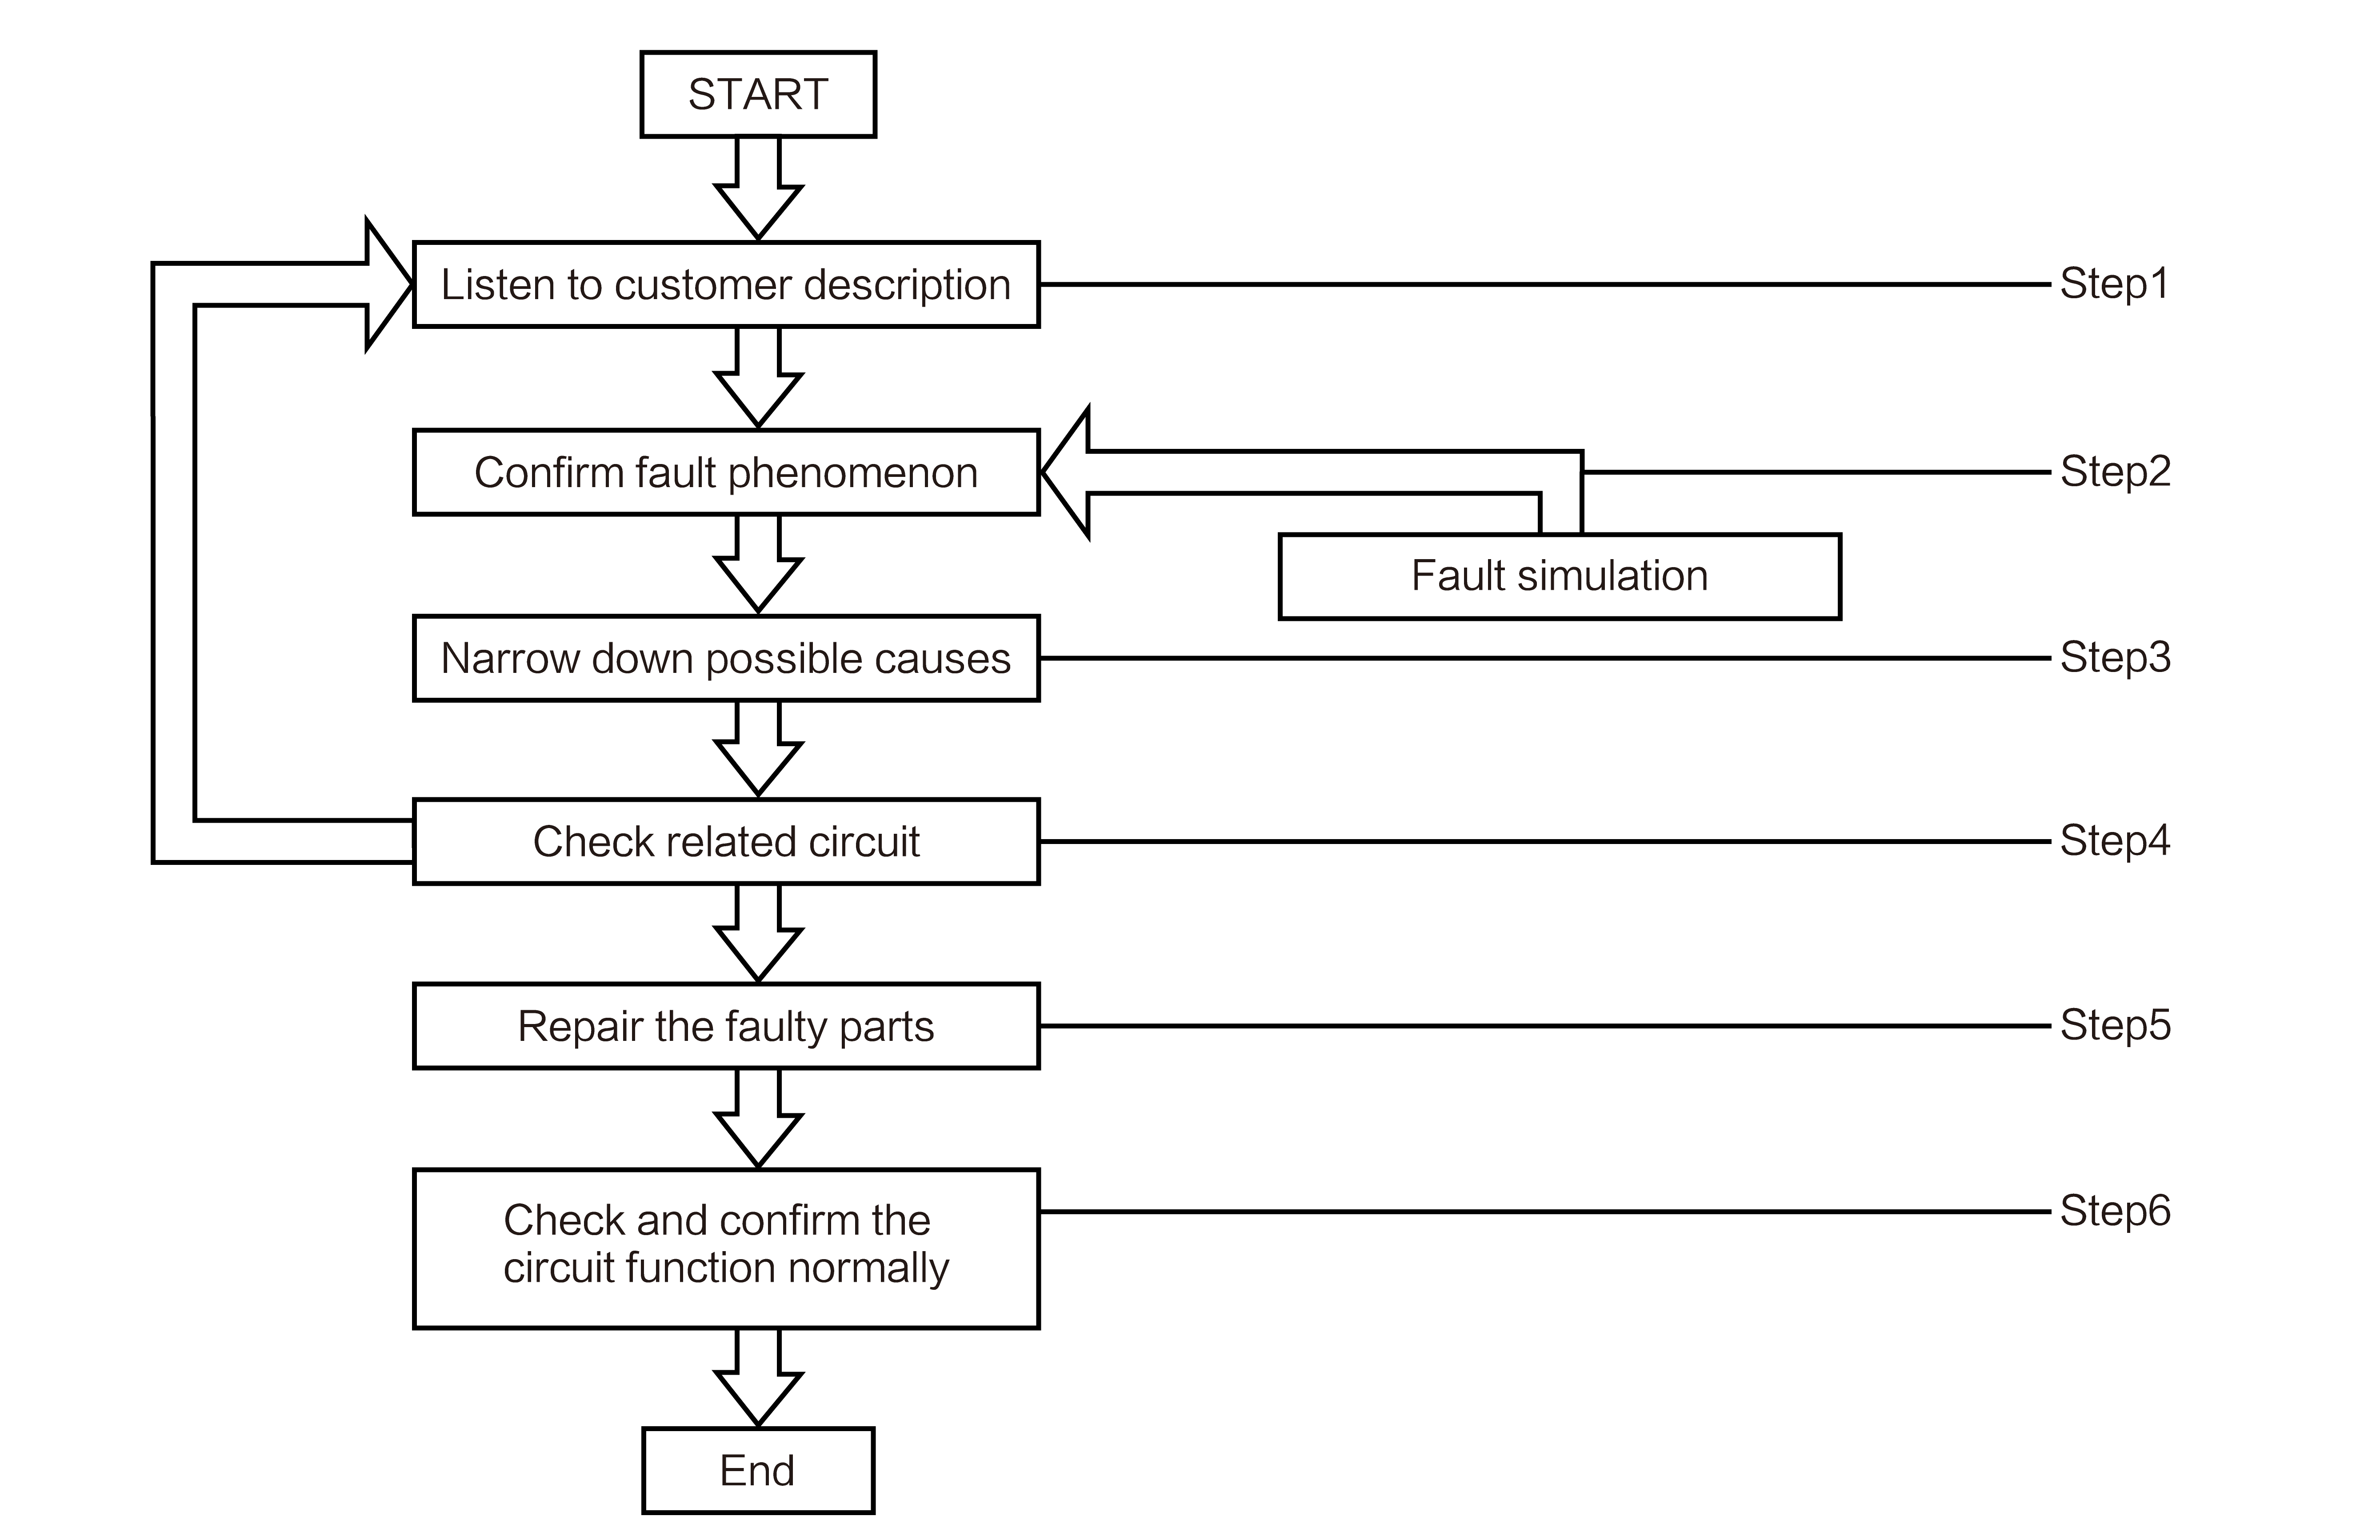 START
Listen to customer description
Step1
Confirm fault phenomenon
Step2
Fault simulation
Narrow down possible causes
Step3
Check related circuit
Step4
Repair the faulty parts
Step5
Check and confirm the
circuit function normally
Step6
End